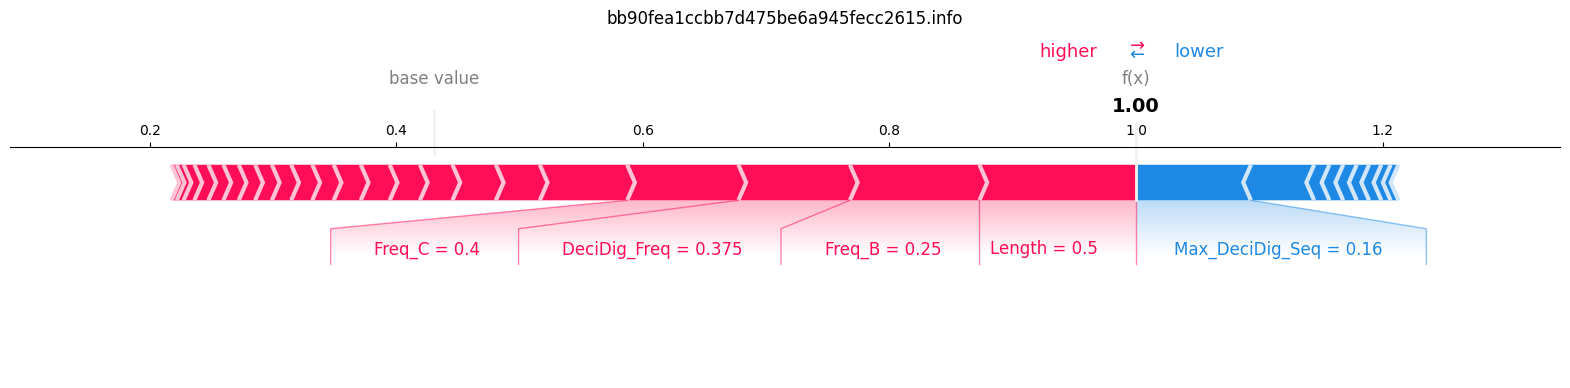 bb90fea1ccbb7d475be6a945fecc2615.info
higher ⇄ lower
base value f(x)
1.00
0.2 0.4 0.6 0.8 1 0 1.2
Freq_C = 0.4 DeciDig_Freq = 0.375 Freq_B = 0.25 Length = 0.5 Max_DeciDig_Seq = 0.16